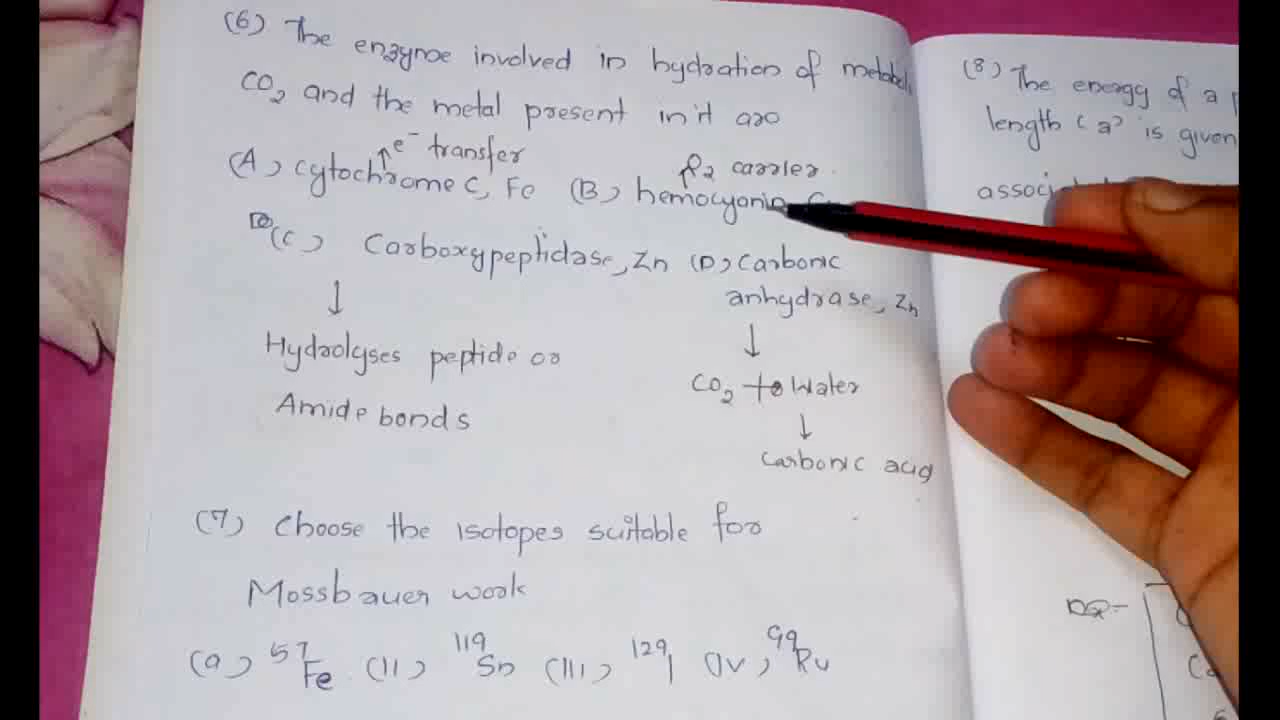 (6) The enzyme involved in hydration of
CO2 and the metal present in it are
↑ e- transfer
O2 carrier
(A) cytochrome C, Fe (B) hemocyanin
(C) Carboxypeptidase, Zn (D) Carbonic
anhydrase, Zn
↓
Hydrolyses peptide or
Amide bonds
↓
CO2 to Water
↓
Carbonic acid
(7) Choose the isotopes suitable for
Mossbauer work
(a) 57Fe (II) 119Sn (III) 129I (IV) 99Ru
(8) The energy of a
length (a) is given